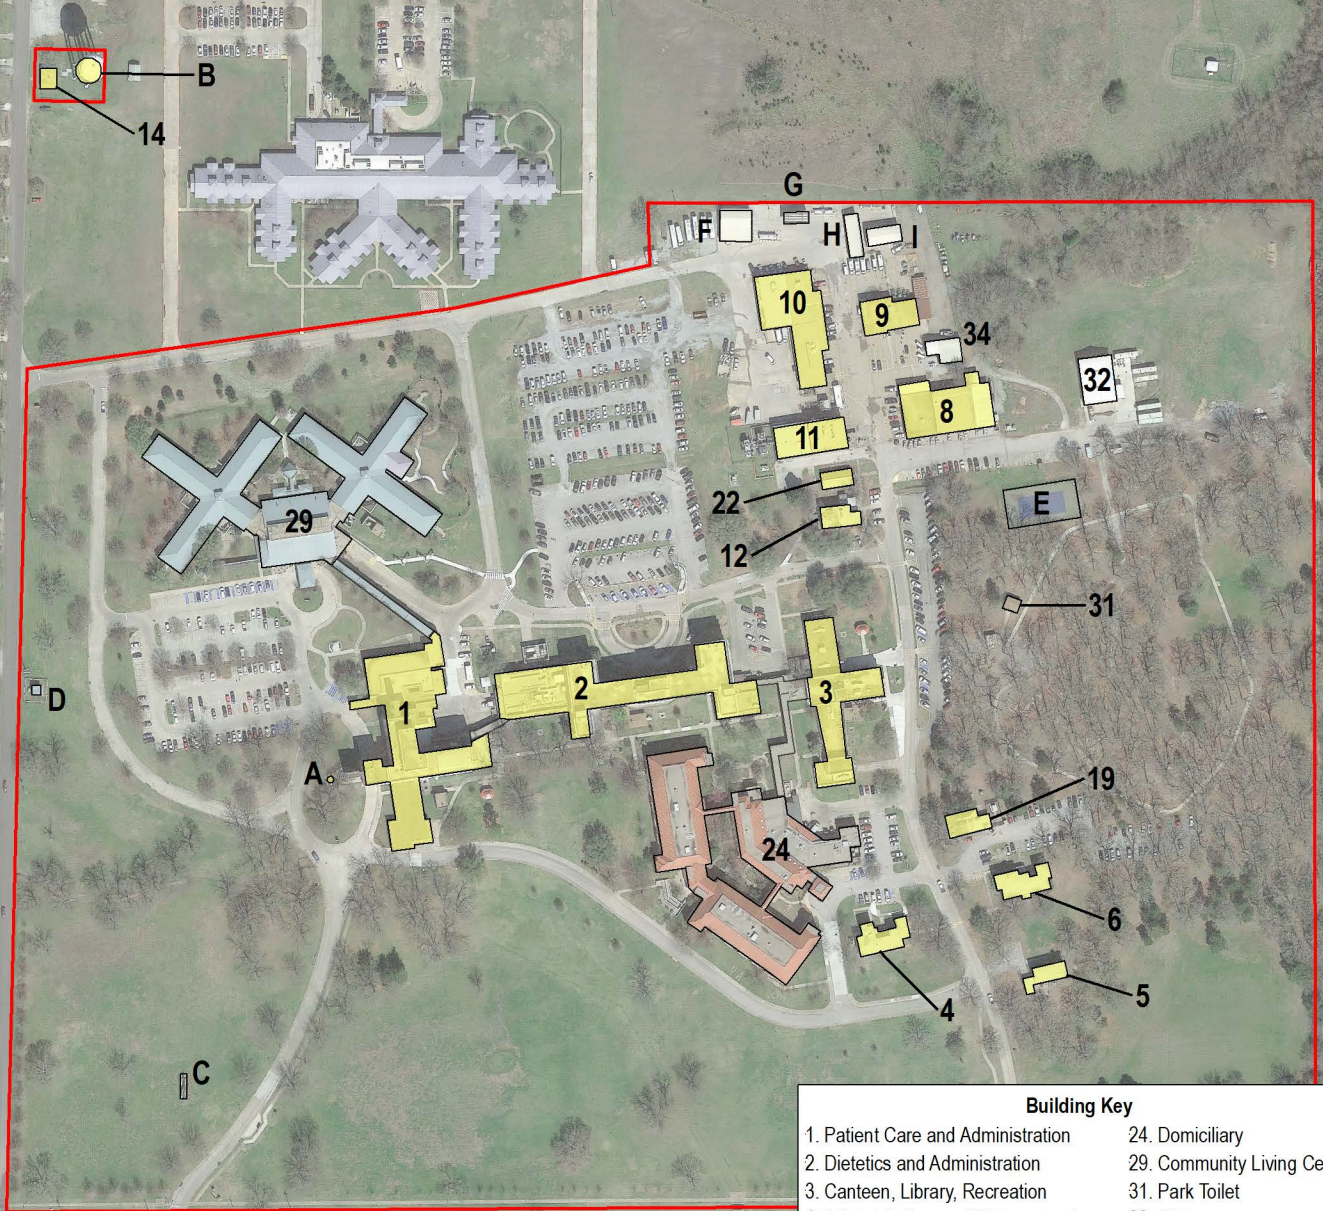 B
14
G
F
H
I
10
9
34
32
8
11
22
E
12
29
31
D
2
3
1
A
19
24
6
5
4
C
Building Key
1. Patient Care and Administration
2. Dietetics and Administration
3. Canteen, Library, Recreation
24. Domiciliary
29. Community Living Ce
31. Park Toilet